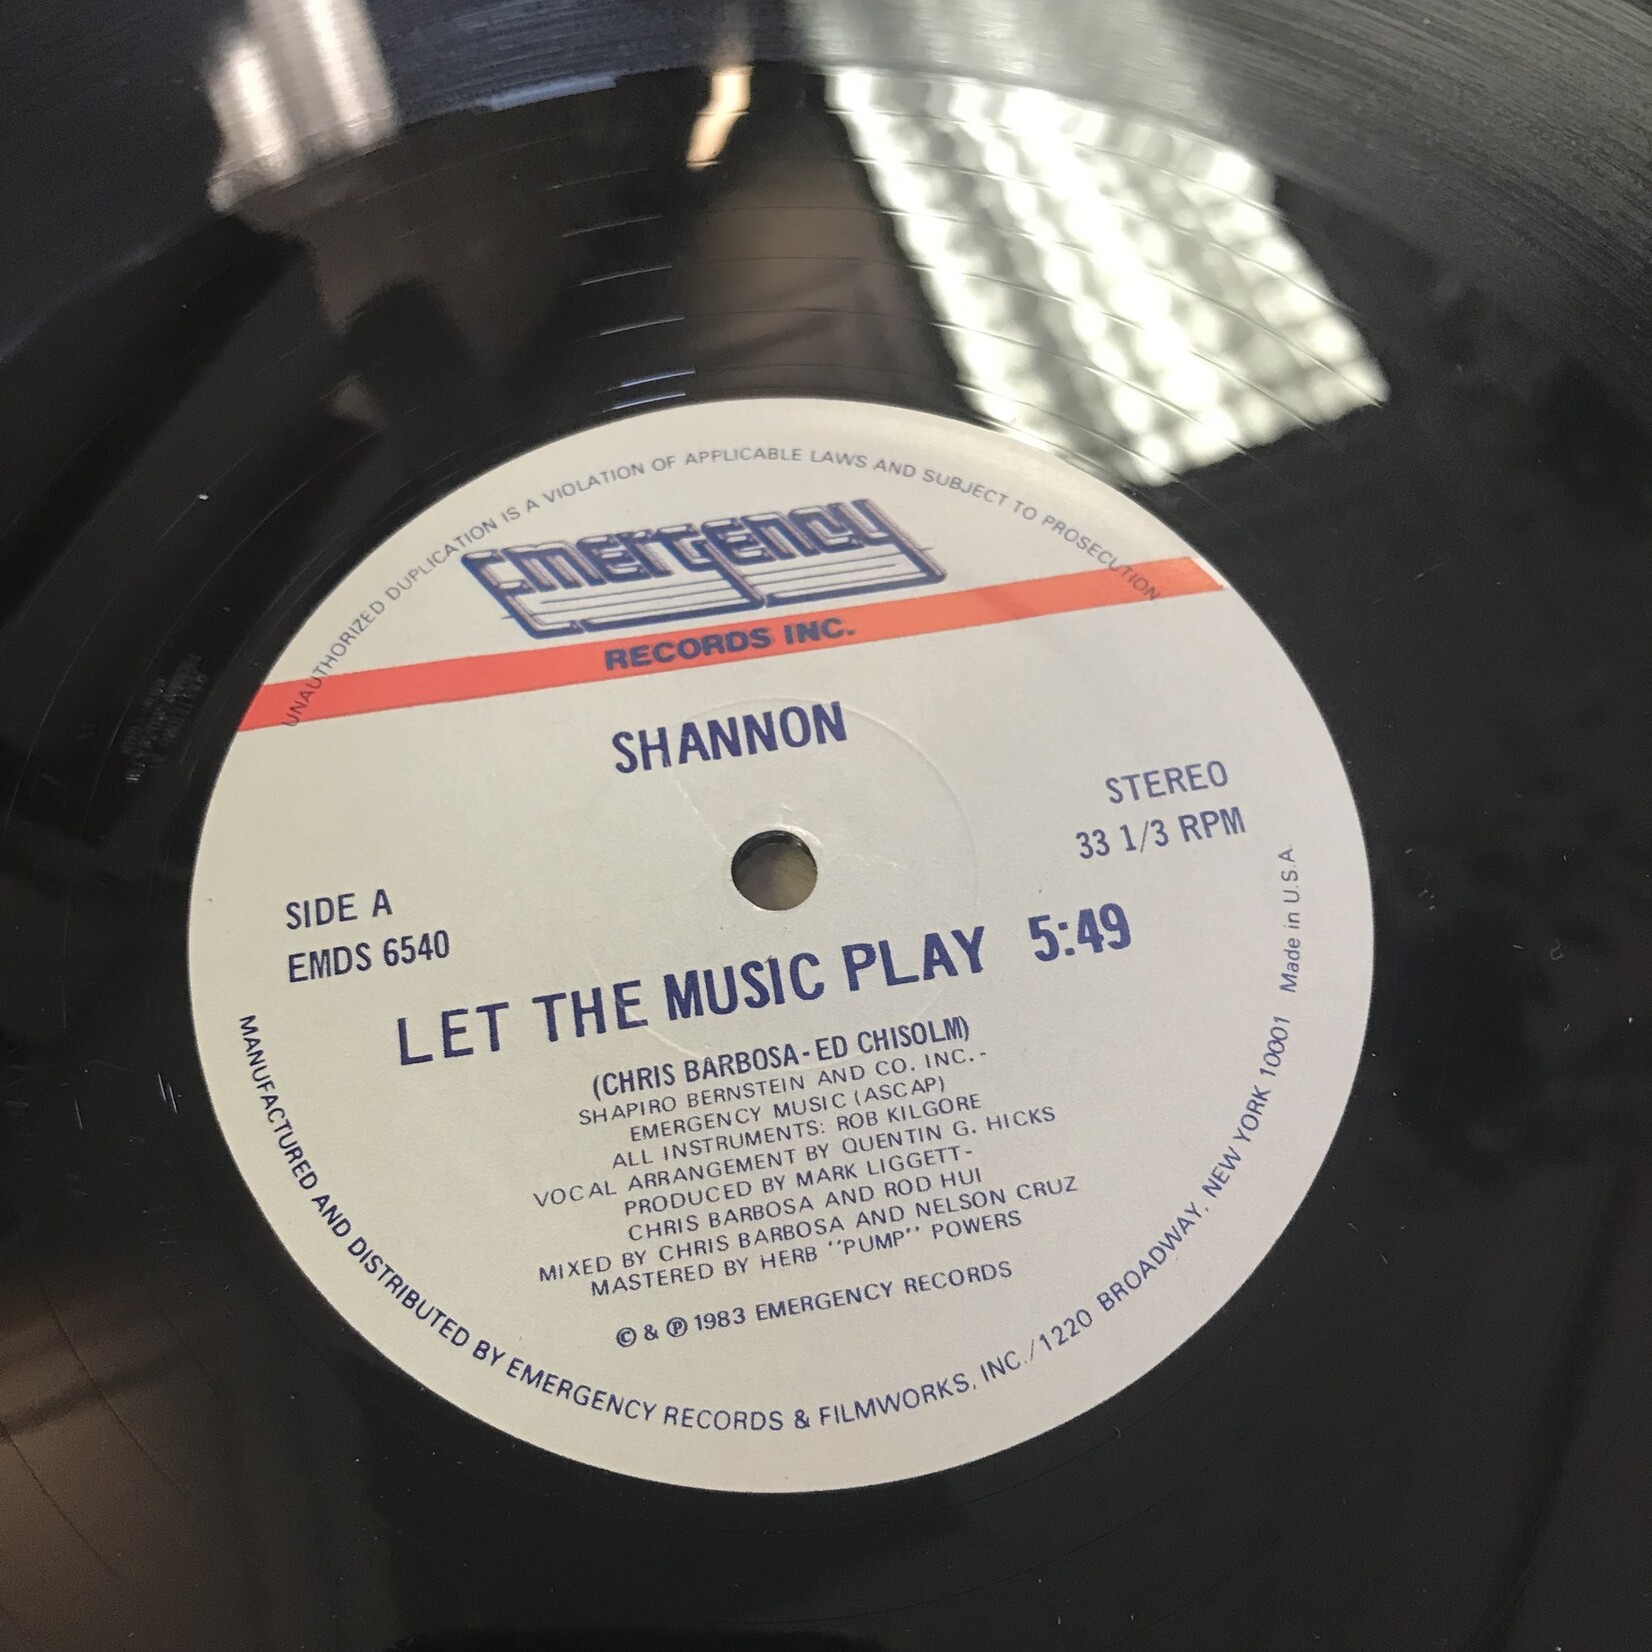 UNAUTHORIZED DUPLICATION IS A VIOLATION OF APPLICABLE LAWS AND SUBJECT TO PROSECUTION.
Emergency
RECORDS INC.
SHANNON
STEREO
33 1/3 RPM
SIDE A
EMDS 6540
LET THE MUSIC PLAY 5:49
(CHRIS BARBOSA-ED CHISOLM)
SHAPIRO BERNSTEIN AND CO. INC.-
EMERGENCY MUSIC (ASCAP)
ALL INSTRUMENTS: ROB KILGORE
VOCAL ARRANGEMENT BY QUENTIN G. HICKS
PRODUCED BY MARK LIGGETT-
CHRIS BARBOSA AND ROD HUI
MIXED BY CHRIS BARBOSA AND NELSON CRUZ
MASTERED BY HERB ''PUMP'' POWERS
© & ℗ 1983 EMERGENCY RECORDS
MANUFACTURED AND DISTRIBUTED BY EMERGENCY RECORDS & FILMWORKS, INC./1220 BROADWAY, NEW YORK 10001 Made in U.S.A.